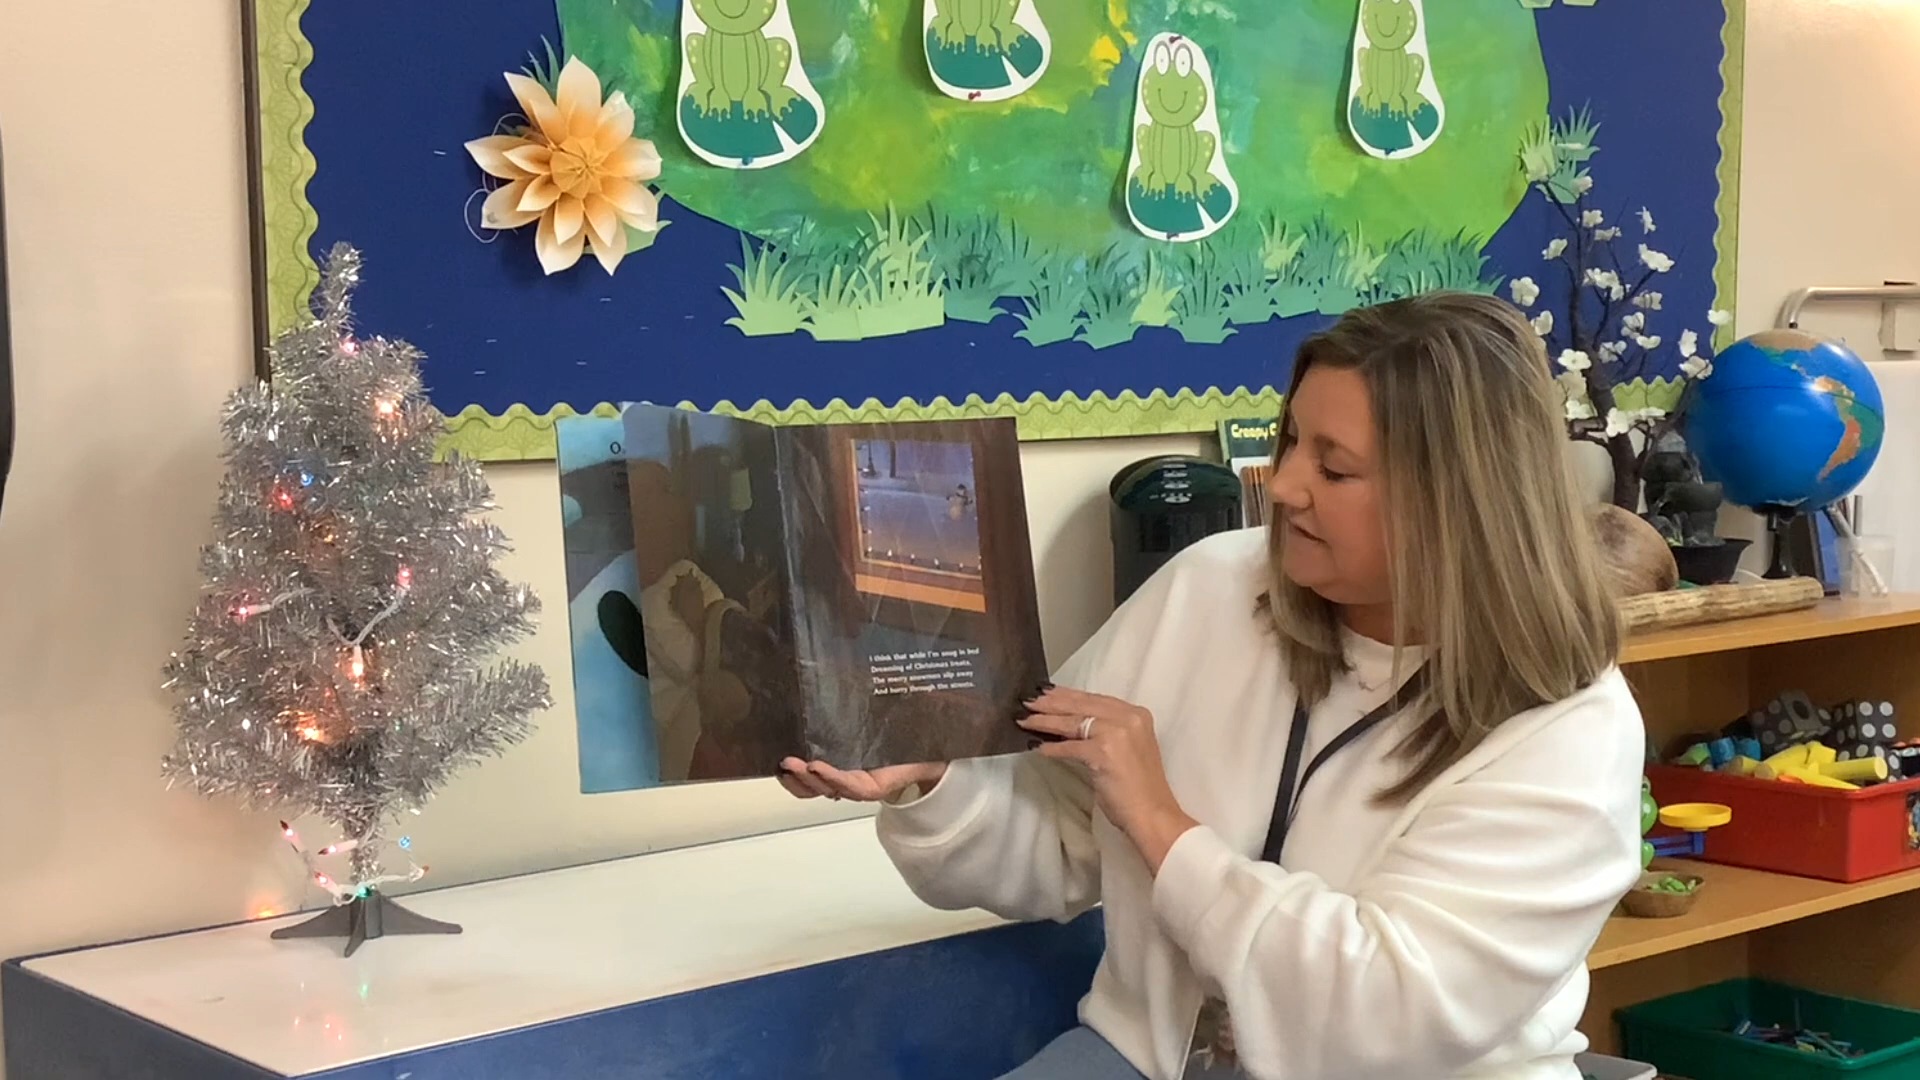 Creepy C
O
I think that while I'm snug in bed
Dreaming of Christmas treats,
The merry snowmen slip away
And hurry through the streets.